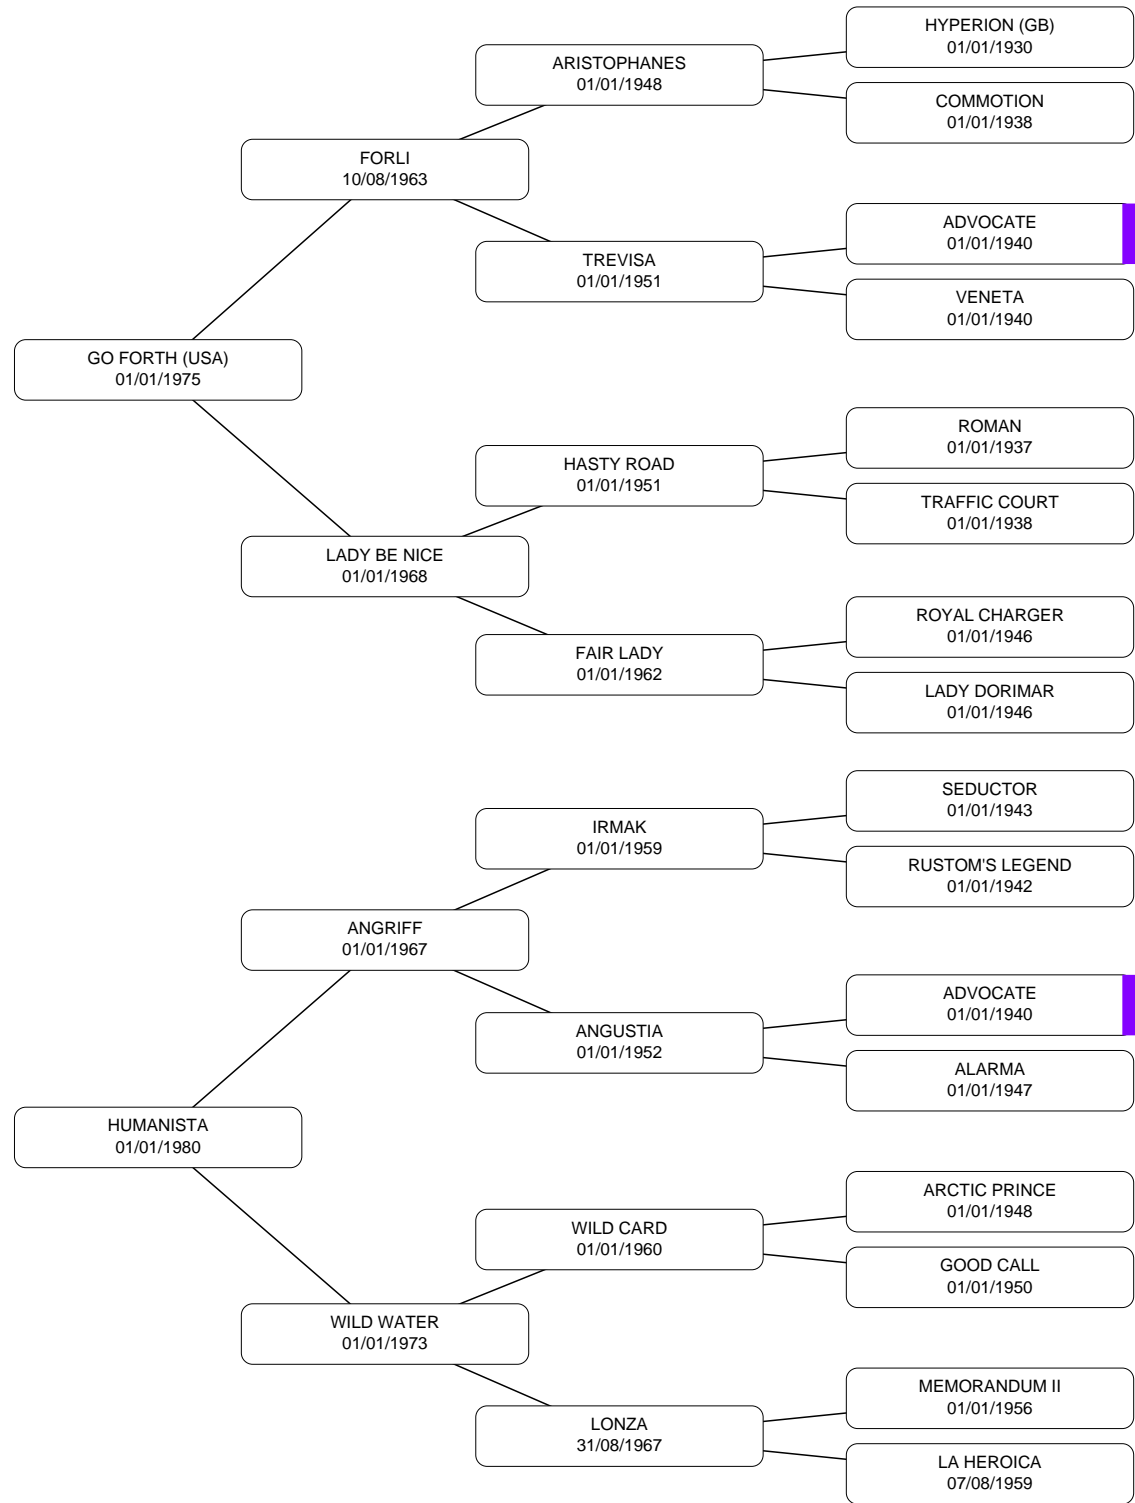 HYPERION (GB)
01/01/1930
ARISTOPHANES
01/01/1948
COMMOTION
01/01/1938
FORLI
10/08/1963
ADVOCATE
01/01/1940
TREVISA
01/01/1951
VENETA
01/01/1940
GO FORTH (USA)
01/01/1975
ROMAN
01/01/1937
HASTY ROAD
01/01/1951
TRAFFIC COURT
01/01/1938
LADY BE NICE
01/01/1968
ROYAL CHARGER
01/01/1946
FAIR LADY
01/01/1962
LADY DORIMAR
01/01/1946
SEDUCTOR
01/01/1943
IRMAK
01/01/1959
RUSTOM'S LEGEND
01/01/1942
ANGRIFF
01/01/1967
ADVOCATE
01/01/1940
ANGUSTIA
01/01/1952
ALARMA
01/01/1947
HUMANISTA
01/01/1980
ARCTIC PRINCE
01/01/1948
WILD CARD
01/01/1960
GOOD CALL
01/01/1950
WILD WATER
01/01/1973
MEMORANDUM II
01/01/1956
LONZA
31/08/1967
LA HEROICA
07/08/1959